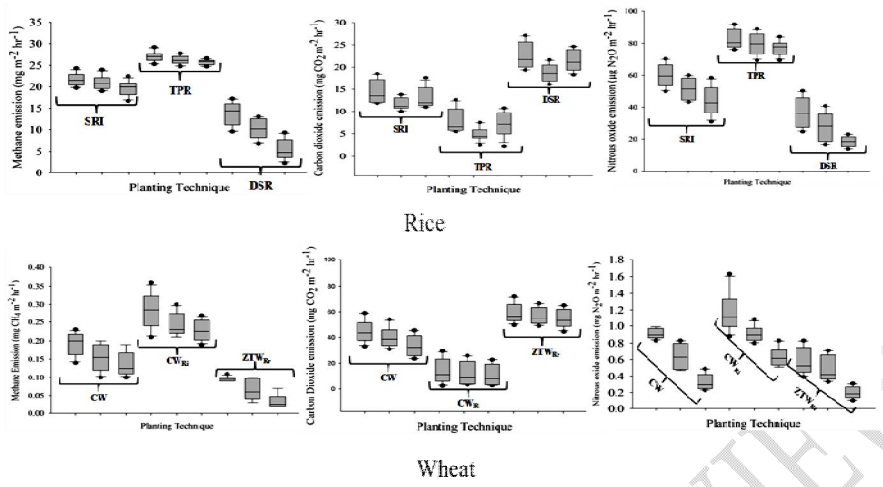 Methane emission (mg m-2 hr-1)
35
30
25
20
15
10
5
0
SRI
TPR
DSR
Planting Technique
Carbon dioxide emission (mg CO2 m-2 hr-1)
30
25
20
15
10
5
0
SRI
TPR
DSR
Planting Technique
Nitrous oxide emission (µg N2O m-2 hr-1)
100
80
60
40
20
0
SRI
TPR
DSR
Planting Technique
Rice
Methane Emission (mg CH4 m-2 hr-1)
0.40
0.35
0.30
0.25
0.20
0.15
0.10
0.05
0.00
CW
CWRi
ZTWRr
Planting Technique
Carbon Dioxide emission (mg CO2 m-2 hr-1)
100
80
60
40
20
0
CW
CWRi
ZTWRr
Planting Technique
Nitrous oxide emission (mg N2O m-2 hr-1)
1.8
1.6
1.4
1.2
1.0
0.8
0.6
0.4
0.2
0.0
CW
CWRi
ZTWRr
Planting Technique
Wheat